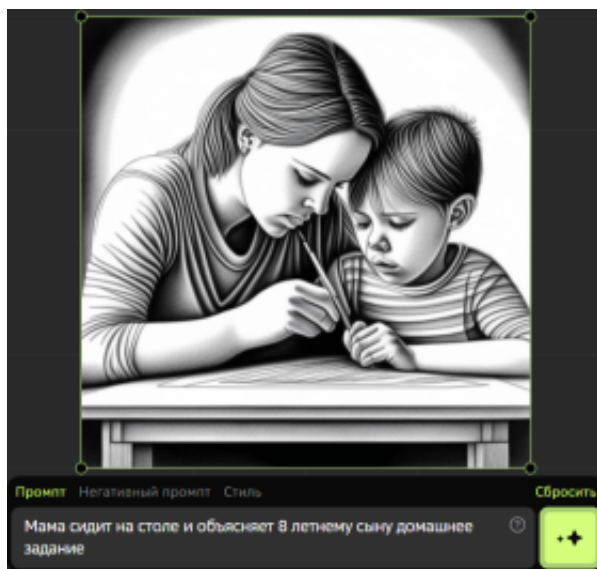 Промпт Негативный промпт Стиль Сбросить
Мама сидит на столе и объясняет 8 летнему сыну домашнее
задание